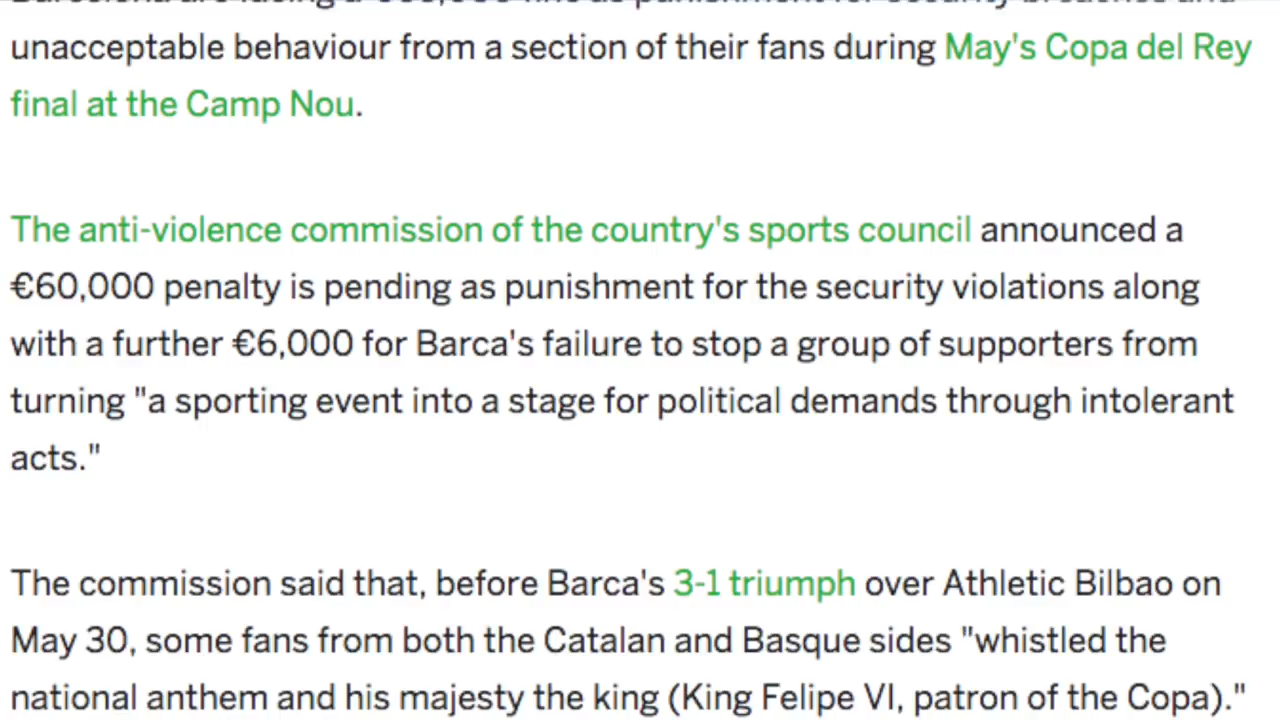 unacceptable behaviour from a section of their fans during May's Copa del Rey
final at the Camp Nou.
The anti-violence commission of the country's sports council announced a
€60,000 penalty is pending as punishment for the security violations along
with a further €6,000 for Barca's failure to stop a group of supporters from
turning "a sporting event into a stage for political demands through intolerant
acts."
The commission said that, before Barca's 3-1 triumph over Athletic Bilbao on
May 30, some fans from both the Catalan and Basque sides "whistled the
national anthem and his majesty the king (King Felipe VI, patron of the Copa)."